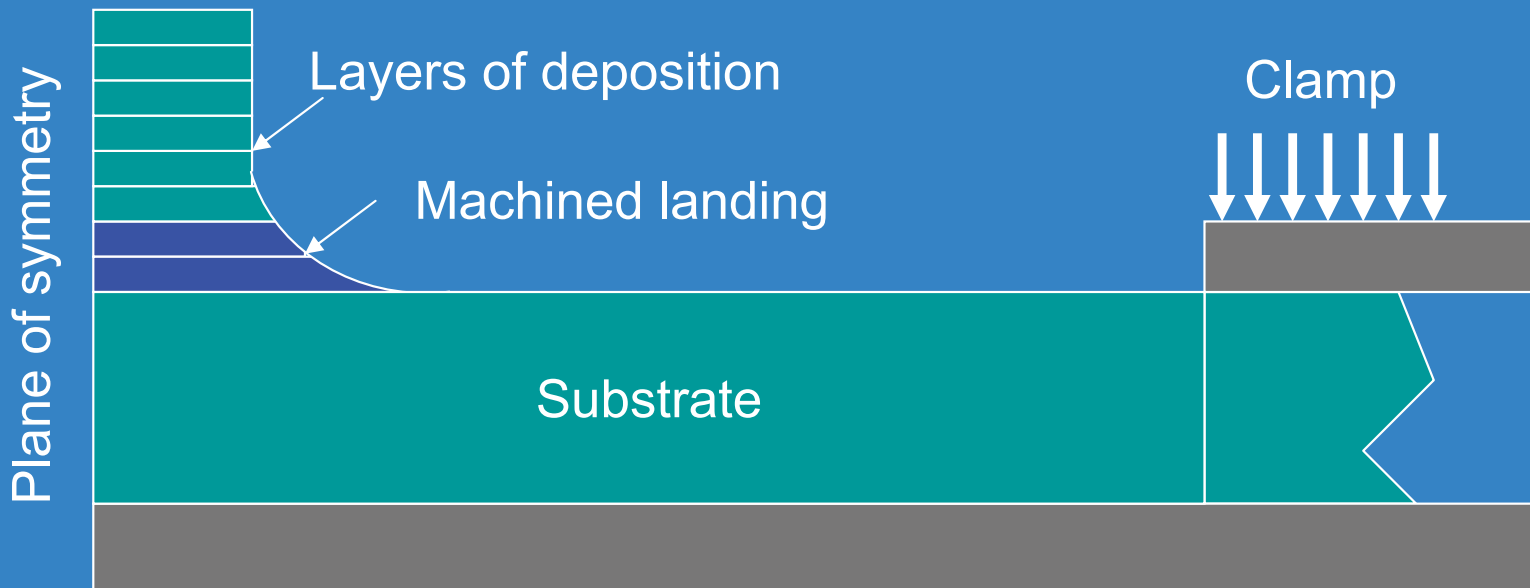 Plane of symmetry
Layers of deposition
Clamp
Machined landing
Substrate